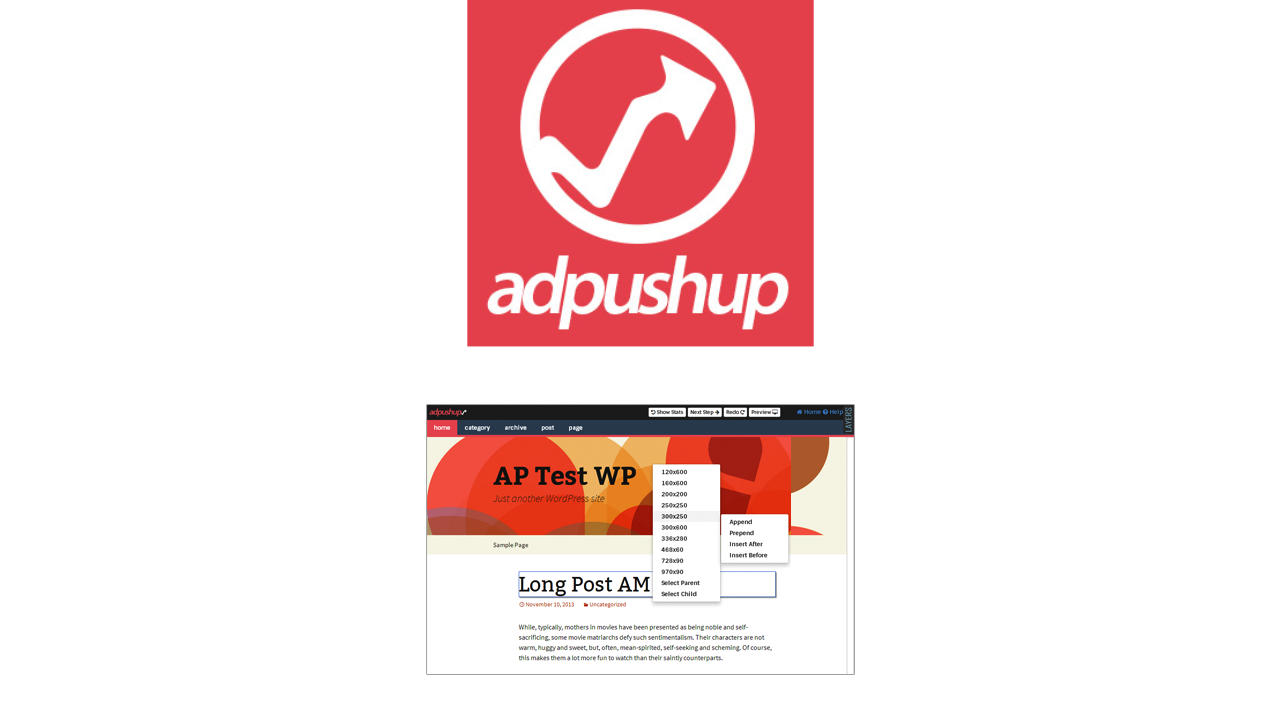 adpushup
adpushup
Show Stats Next Step Redo Preview Home Help
LAYERS
home category archive post page
AP Test WP
Just another WordPress site
Sample Page
120x600
160x600
200x200
250x250
300x250
300x600
336x280
468x60
728x90
970x90
Select Parent
Select Child
Append
Prepend
Insert After
Insert Before
Long Post AM
November 10, 2013 Uncategorized
While, typically, mothers in movies have been presented as being noble and self-
sacrificing, some movie matriarchs defy such sentimentalism. Their characters are not
warm, huggy and sweet, but, often, mean-spirited, self-seeking and scheming. Of course,
this makes them a lot more fun to watch than their saintly counterparts.